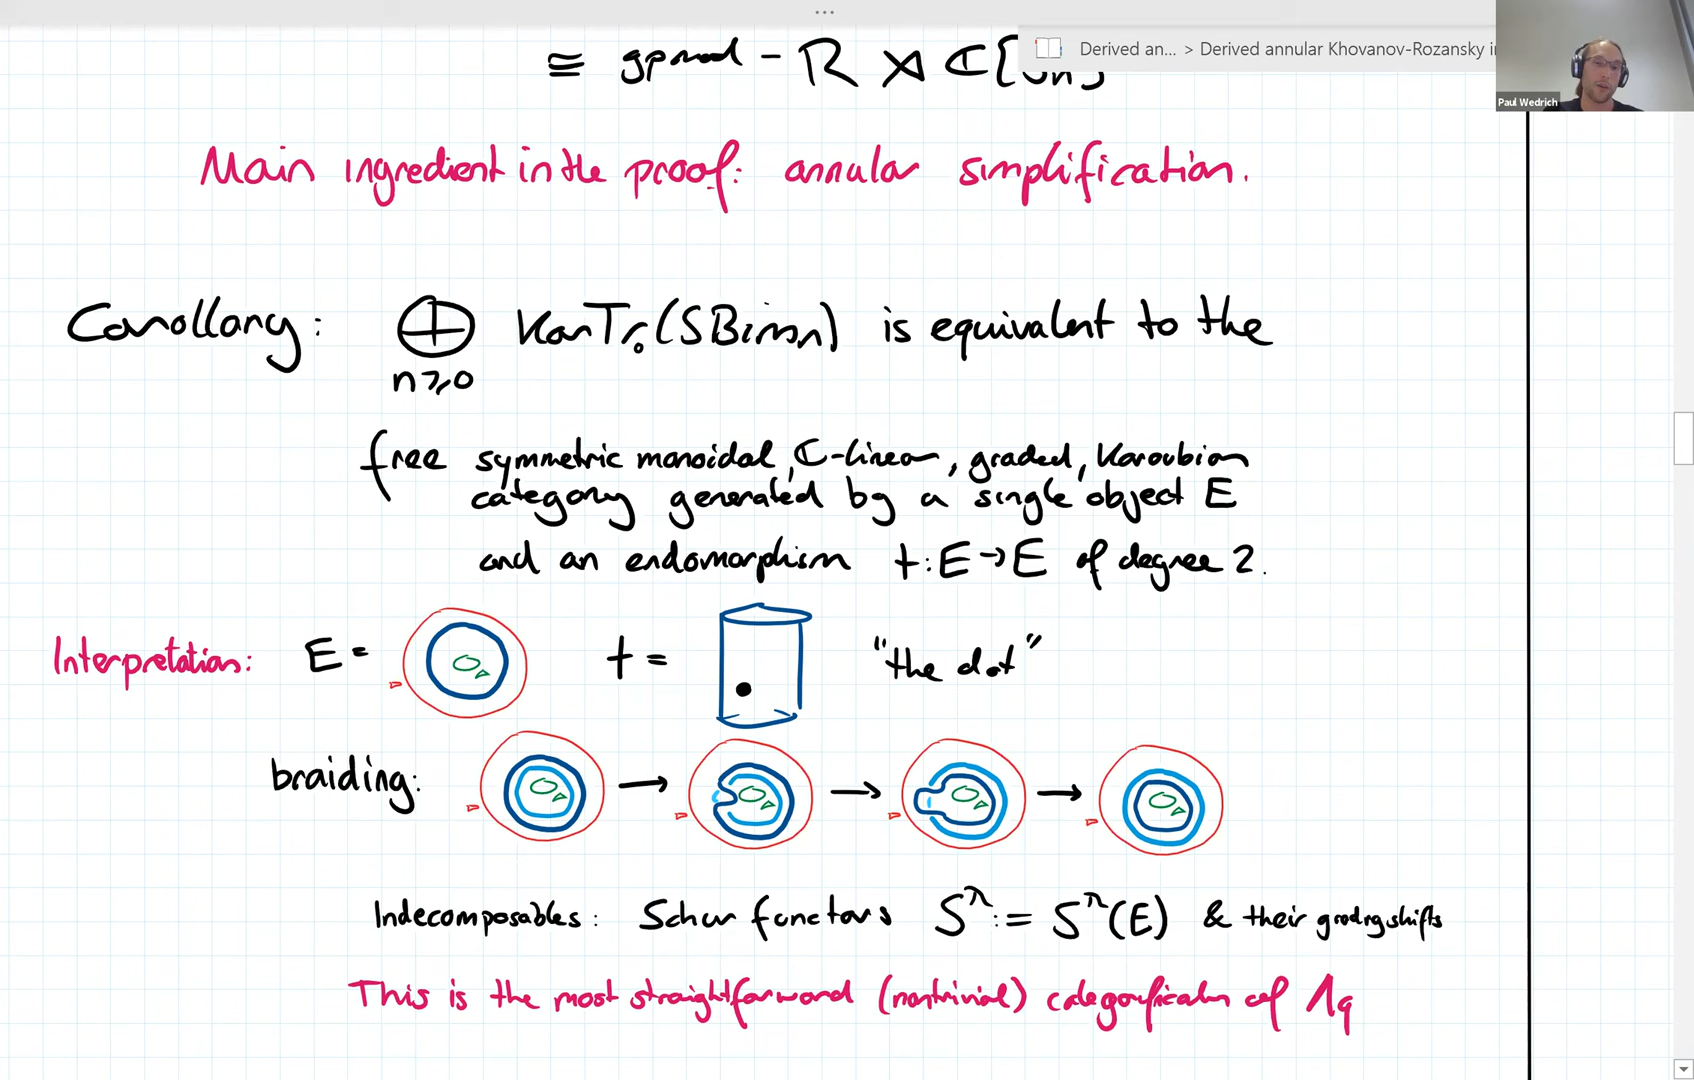 ≅ gpmod - R ⋊ ℂ[Sn]
Derived an... > Derived annular Khovanov-Rozansky in
Paul Wedrich
Main ingredient in the proof: annular simplification.
Corollary: ⊕ KarTr₀(SBimn) is equivalent to the
n⩾0
free symmetric monoidal, ℂ-linear, graded, Karoubian
category generated by a single object E
and an endomorphism t: E → E of degree 2.
Interpretation: E = t = "the dot"
braiding: → → →
Indecomposables: Schur functors S^λ := S^λ(E) & their grading shifts
This is the most straightforward (nontrivial) categorification of Λq